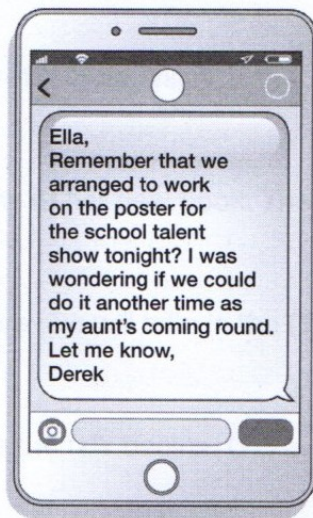 Ella,
Remember that we
arranged to work
on the poster for
the school talent
show tonight? I was
wondering if we could
do it another time as
my aunt's coming round.
Let me know,
Derek